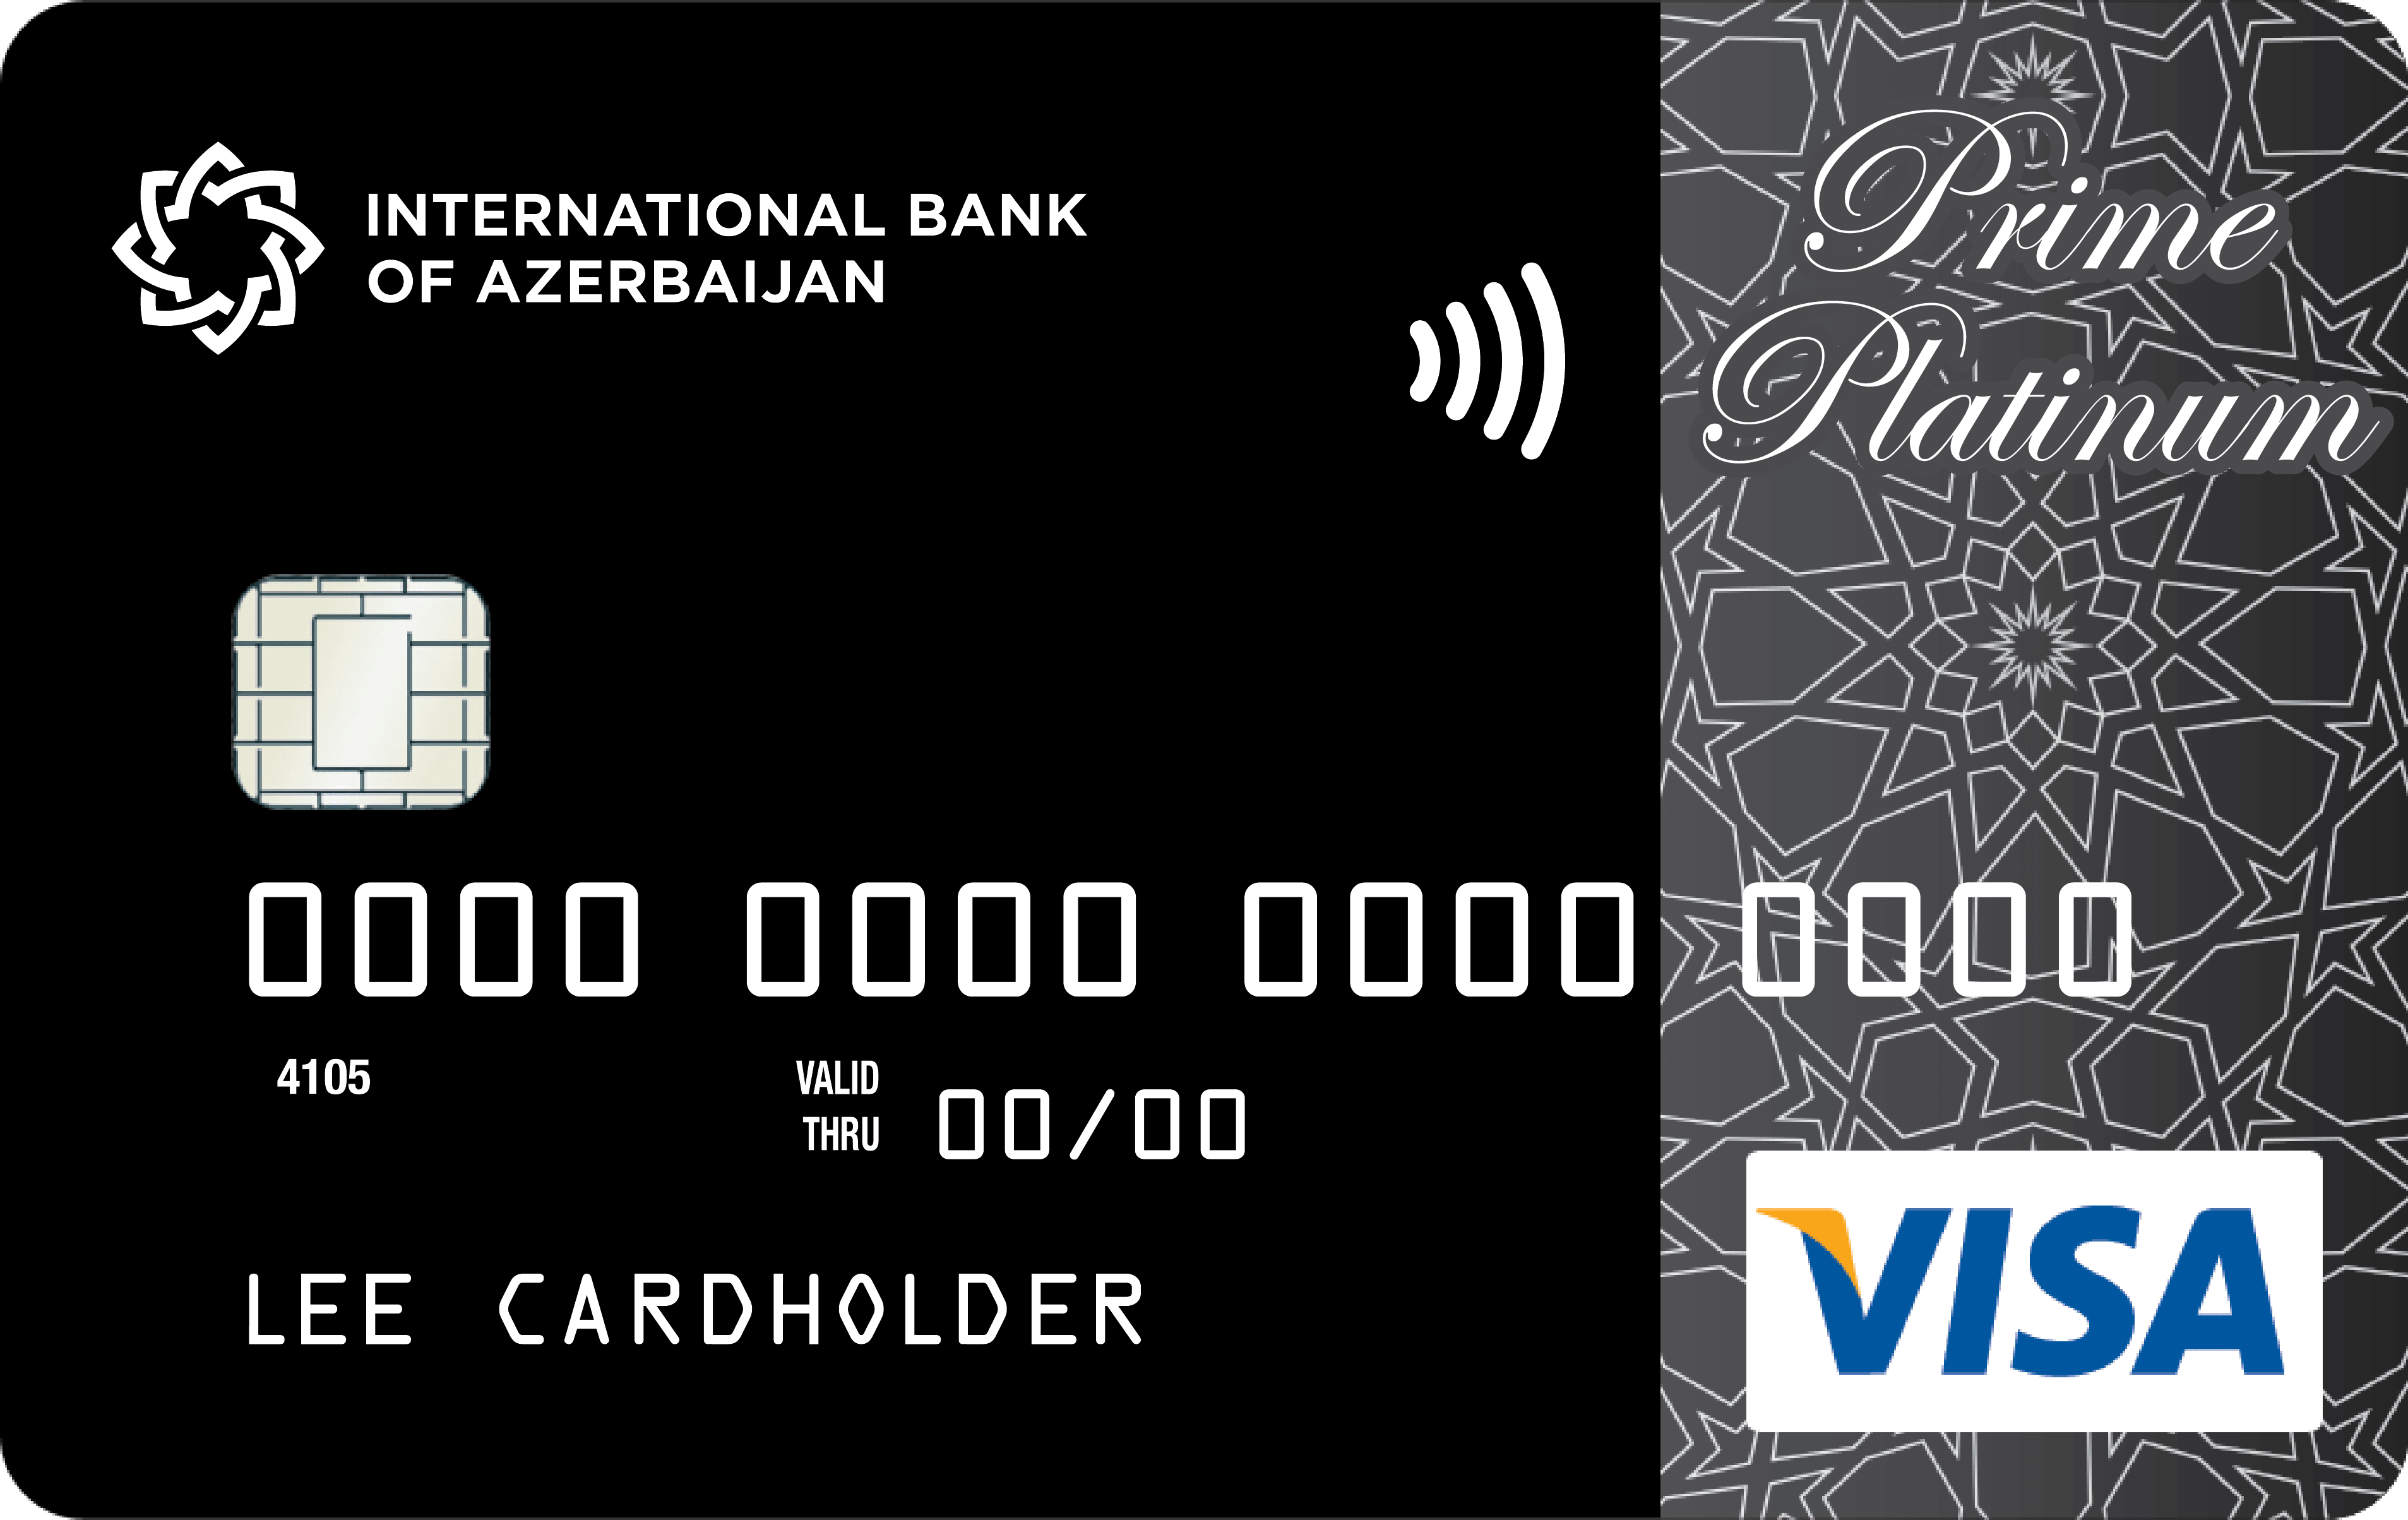 INTERNATIONAL BANK
OF AZERBAIJAN
Prime
Platinum
0000 0000 0000 0000
4105
VALID
THRU
00/00
LEE CARDHOLDER
VISA